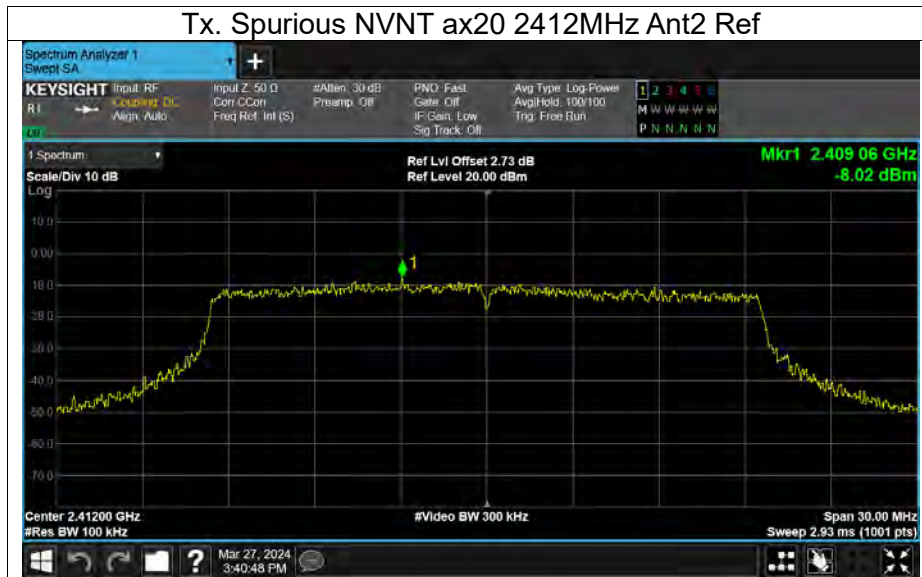 Tx. Spurious NVNT ax20 2412MHz Ant2 Ref
Spectrum Analyzer 1
Swept SA
+
KEYSIGHT Input: RF Input Z: 50 Ω #Atten: 30 dB PNO: Fast Avg Type: Log-Power 1 2 3 4 5 6
Coupling: DC Corr CCorr Preamp: Off Gate: Off Avg|Hold: 100/100 M W W W W W
Align: Auto Freq Ref: Int (S) IF Gain: Low Trig: Free Run
Sig Track: Off P N N N N N
1 Spectrum Ref Lvl Offset 2.73 dB Mkr1 2.409 06 GHz
Scale/Div 10 dB Ref Level 20.00 dBm -8.02 dBm
Log
10.0
0.00
1
-10.0
-20.0
-30.0
-40.0
-50.0
-60.0
-70.0
Center 2.41200 GHz #Video BW 300 kHz Span 30.00 MHz
#Res BW 100 kHz Sweep 2.93 ms (1001 pts)
? Mar 27, 2024
3:40:48 PM